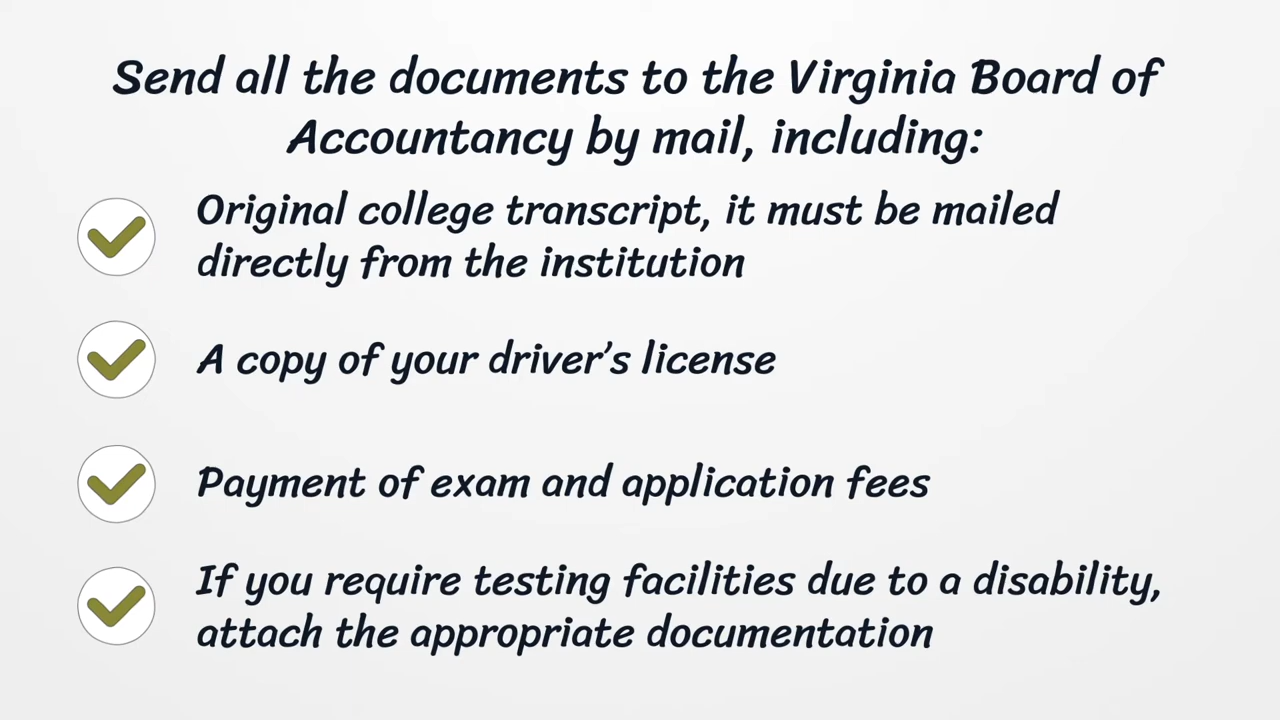 Send all the documents to the Virginia Board of
Accountancy by mail, including:
Original college transcript, it must be mailed
directly from the institution
A copy of your driver’s license
Payment of exam and application fees
If you require testing facilities due to a disability,
attach the appropriate documentation